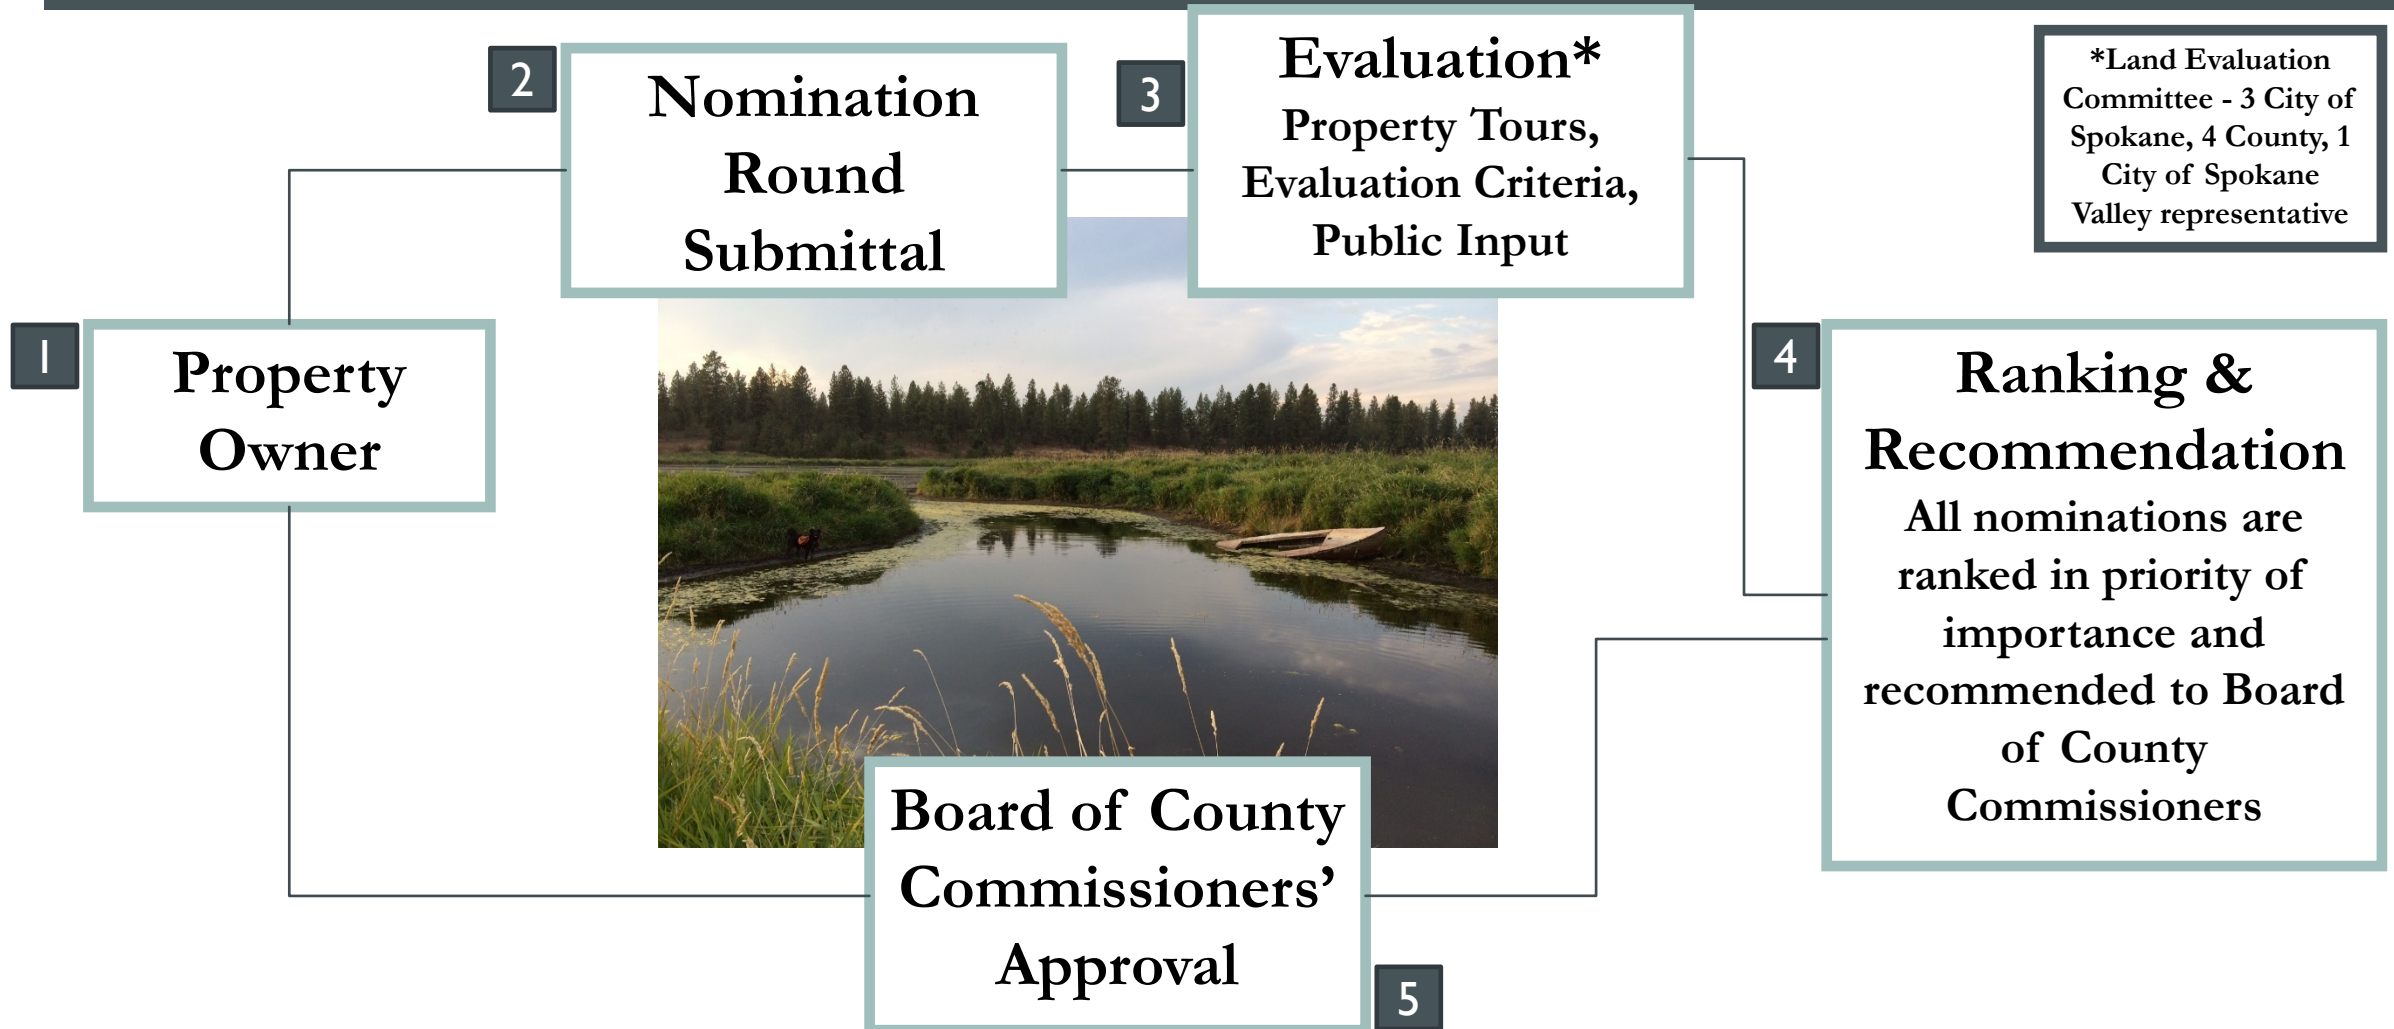 1
Property
Owner
2
Nomination
Round
Submittal
3
Evaluation*
Property Tours,
Evaluation Criteria,
Public Input
*Land Evaluation
Committee - 3 City of
Spokane, 4 County, 1
City of Spokane
Valley representative
4
Ranking &
Recommendation
All nominations are
ranked in priority of
importance and
recommended to Board
of County
Commissioners
Board of County
Commissioners’
Approval
5